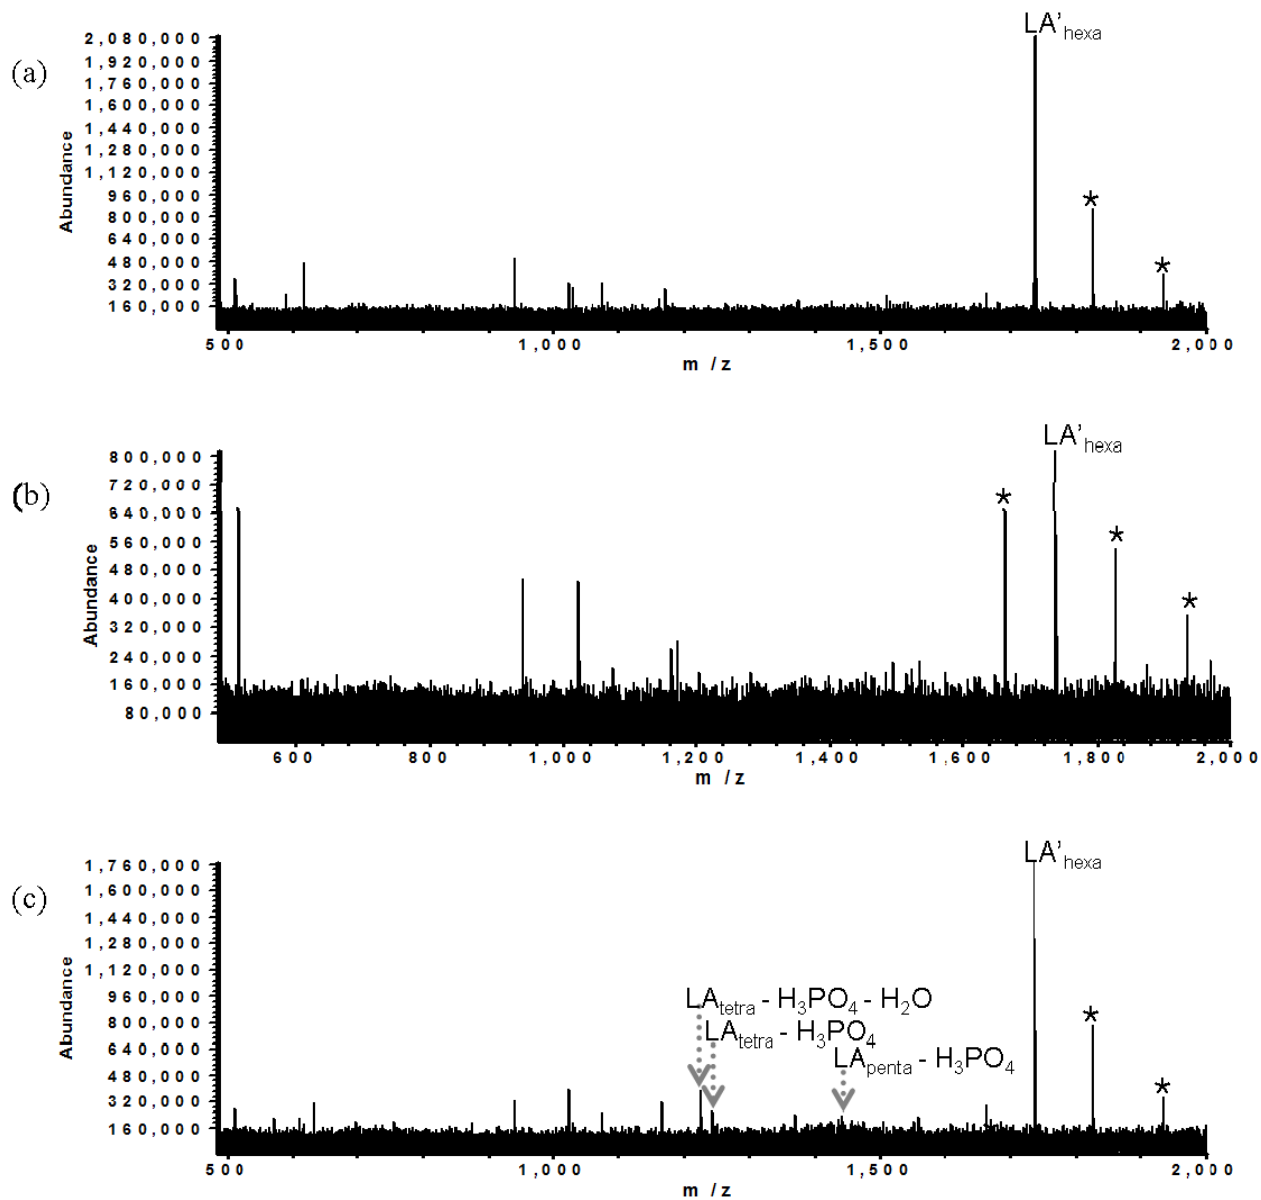 (a)
LA'hexa
2,080,000
1,920,000
1,760,000
1,600,000
1,440,000
1,280,000
1,120,000
960,000
800,000
640,000
480,000
320,000
160,000
Abundance
*
*
500 1,000 1,500 2,000
m /z
(b)
LA'hexa
800,000
720,000
640,000
560,000
480,000
400,000
320,000
240,000
160,000
80,000
Abundance
*
*
*
600 800 1,000 1,200 1,400 1,600 1,800 2,000
m /z
(c)
LA'hexa
1,760,000
1,600,000
1,440,000
1,280,000
1,120,000
960,000
800,000
640,000
480,000
320,000
160,000
Abundance
LAtetra - H3PO4 - H2O
LAtetra - H3PO4
LApenta - H3PO4
*
*
500 1,000 1,500 2,000
m /z